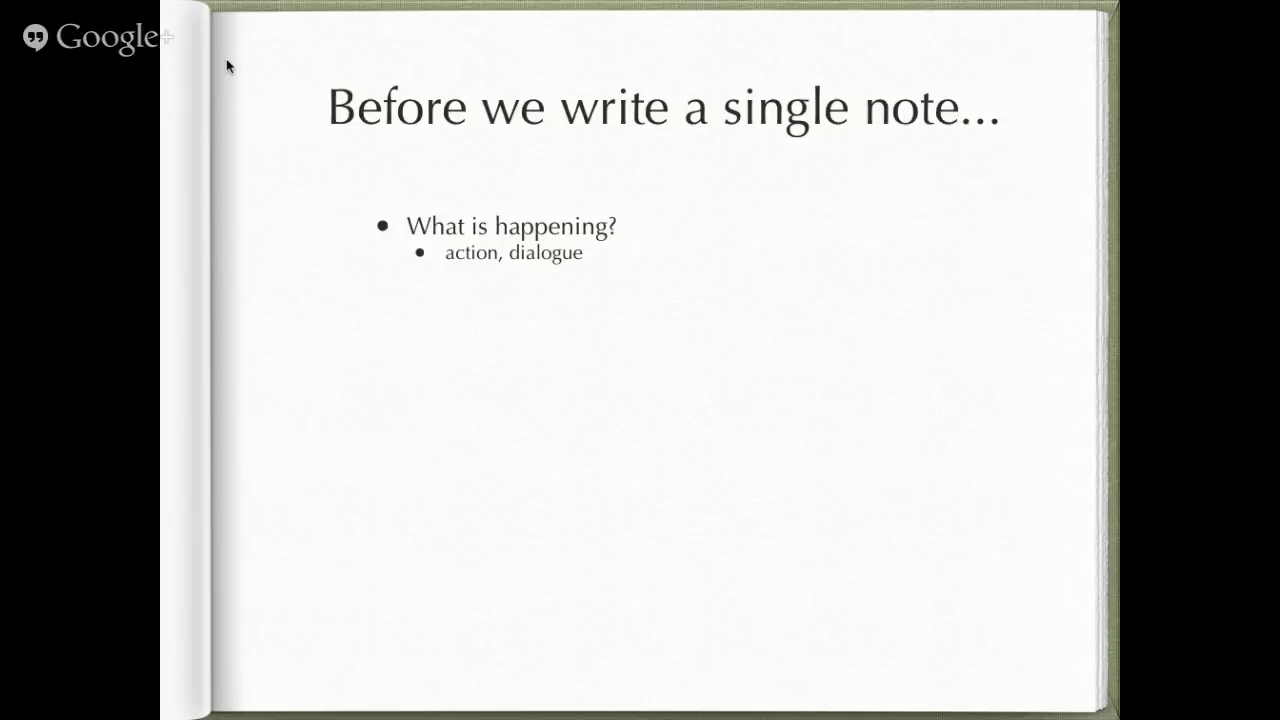 Google+
Before we write a single note...
What is happening?
action, dialogue